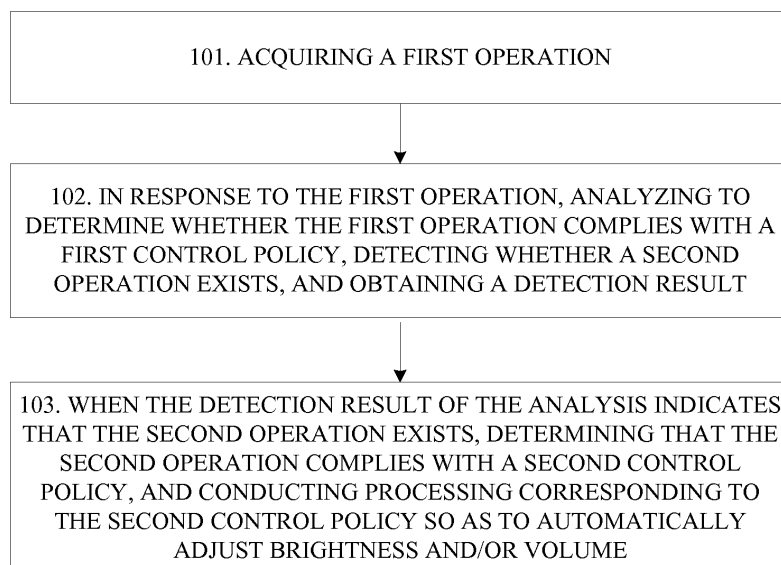 101. ACQUIRING A FIRST OPERATION
102. IN RESPONSE TO THE FIRST OPERATION, ANALYZING TO
DETERMINE WHETHER THE FIRST OPERATION COMPLIES WITH A
FIRST CONTROL POLICY, DETECTING WHETHER A SECOND
OPERATION EXISTS, AND OBTAINING A DETECTION RESULT
103. WHEN THE DETECTION RESULT OF THE ANALYSIS INDICATES
THAT THE SECOND OPERATION EXISTS, DETERMINING THAT THE
SECOND OPERATION COMPLIES WITH A SECOND CONTROL
POLICY, AND CONDUCTING PROCESSING CORRESPONDING TO
THE SECOND CONTROL POLICY SO AS TO AUTOMATICALLY
ADJUST BRIGHTNESS AND/OR VOLUME